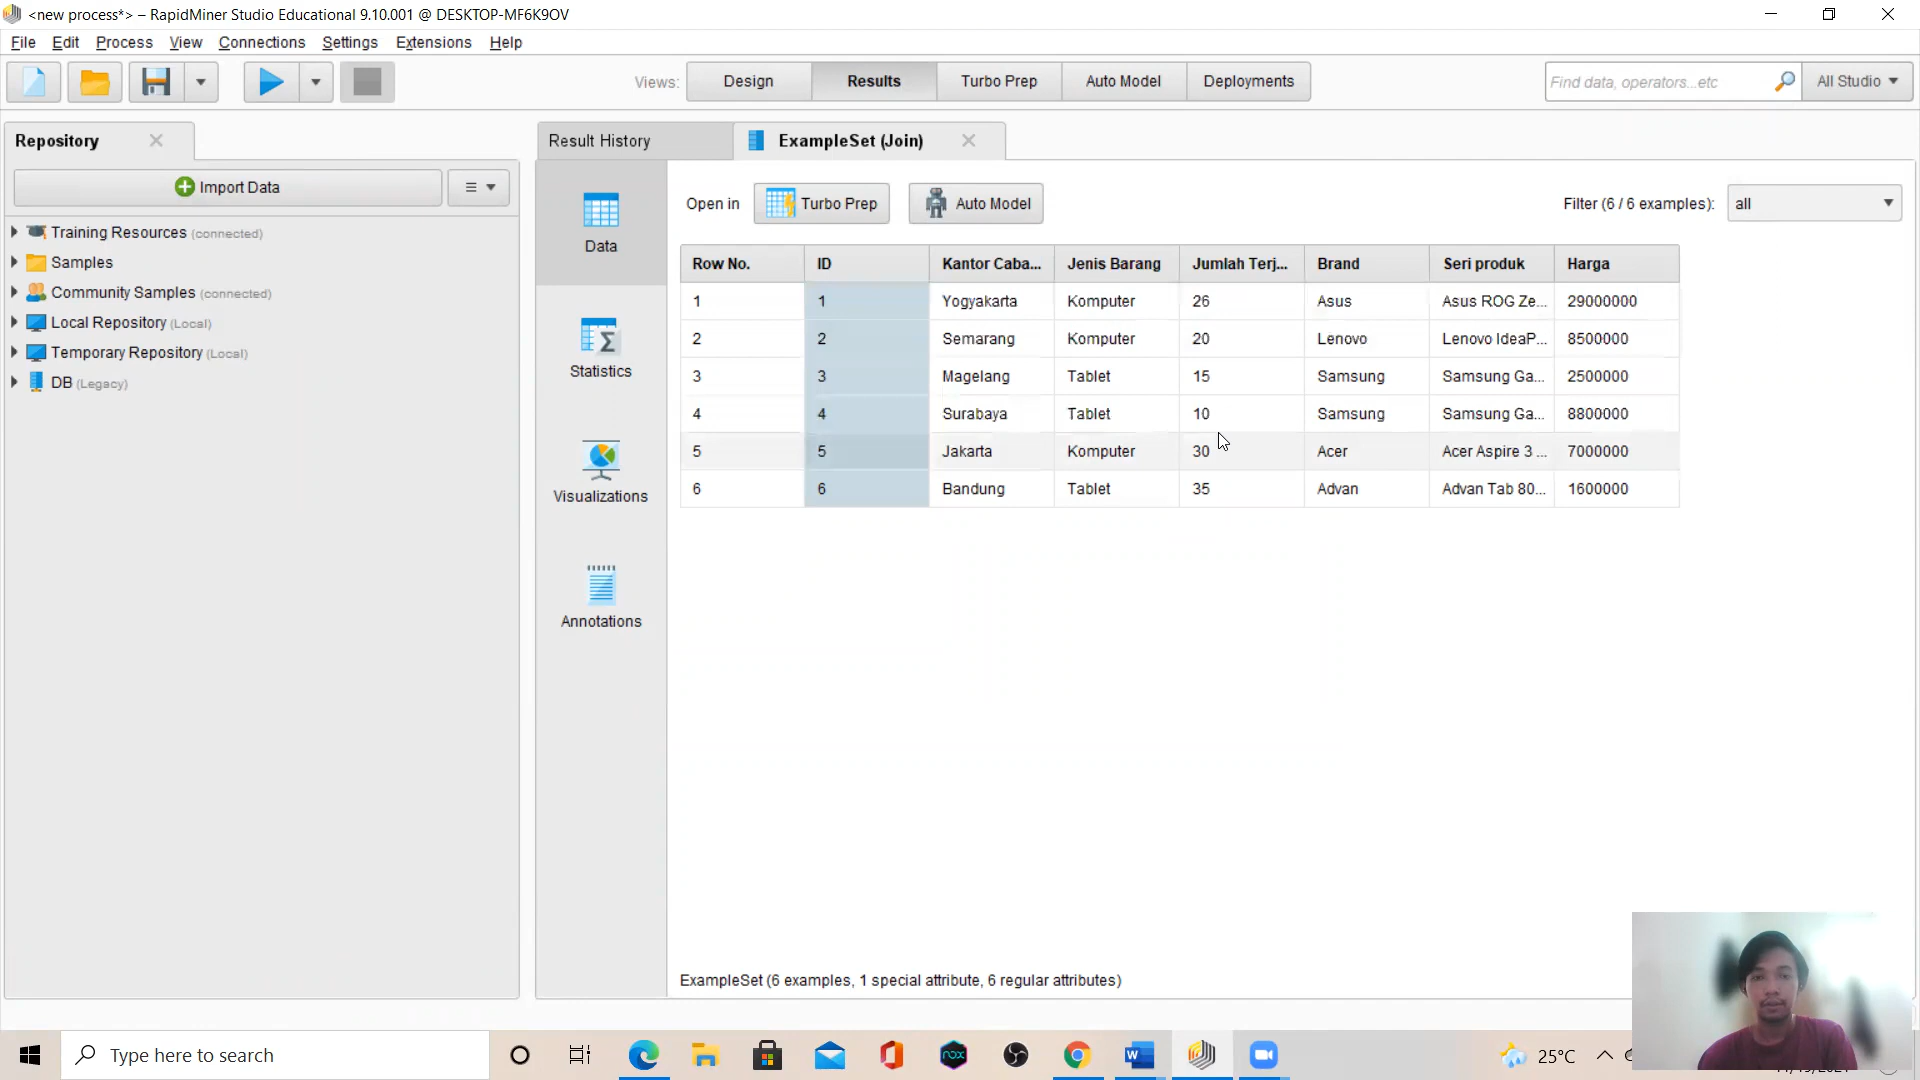 <new process*> – RapidMiner Studio Educational 9.10.001 @ DESKTOP-MF6K9OV
File Edit Process View Connections Settings Extensions Help
Views: Design Results Turbo Prep Auto Model Deployments
Find data, operators...etc
All Studio
Repository
Result History
ExampleSet (Join)
Import Data
Open in Turbo Prep Auto Model
Filter (6 / 6 examples): all
Training Resources (connected)
Samples
Community Samples (connected)
Local Repository (Local)
Temporary Repository (Local)
DB (Legacy)
Data
Statistics
Visualizations
Annotations
Row No. ID Kantor Caba... Jenis Barang Jumlah Terj... Brand Seri produk Harga
1 1 Yogyakarta Komputer 26 Asus Asus ROG Ze... 29000000
2 2 Semarang Komputer 20 Lenovo Lenovo IdeaP... 8500000
3 3 Magelang Tablet 15 Samsung Samsung Ga... 2500000
4 4 Surabaya Tablet 10 Samsung Samsung Ga... 8800000
5 5 Jakarta Komputer 30 Acer Acer Aspire 3 ... 7000000
6 6 Bandung Tablet 35 Advan Advan Tab 80... 1600000
ExampleSet (6 examples, 1 special attribute, 6 regular attributes)
Type here to search
nox
25°C